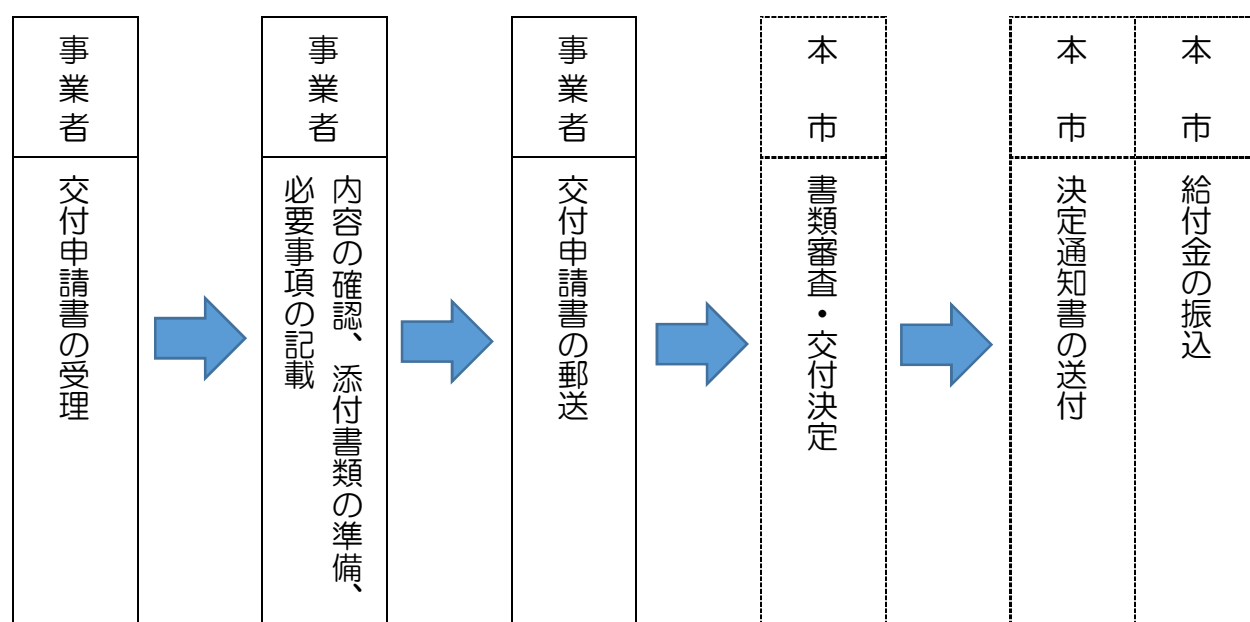 事業者
交付申請書の受理
事業者
内容の確認、添付書類の準備、
必要事項の記載
事業者
交付申請書の郵送
本市
書類審査・交付決定
本市
決定通知書の送付
本市
給付金の振込